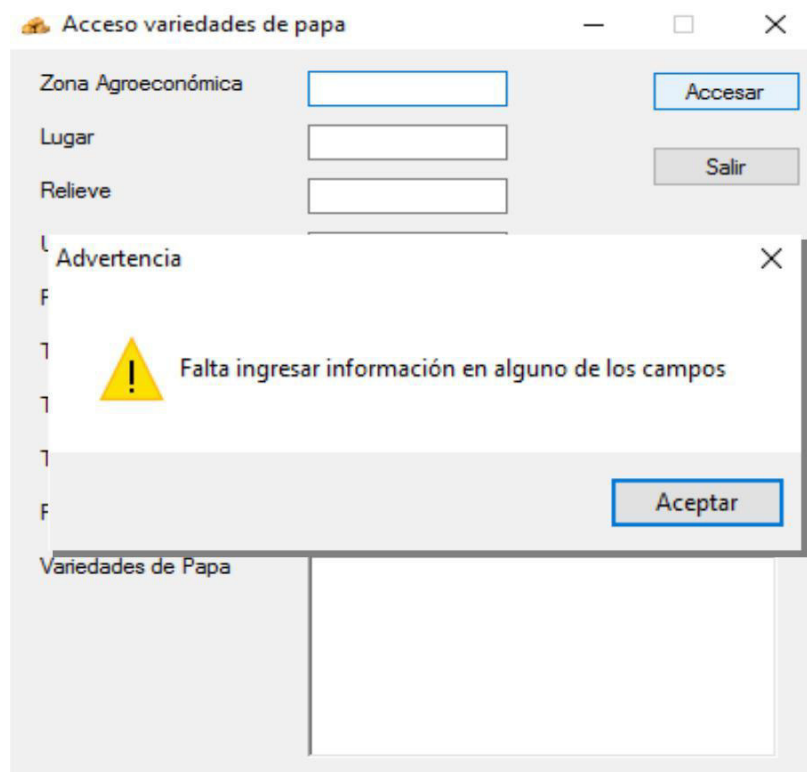 Acceso variedades de papa
Zona Agroeconómica
Accesar
Lugar
Salir
Relieve
Advertencia
Falta ingresar información en alguno de los campos
Aceptar
Variedades de Papa